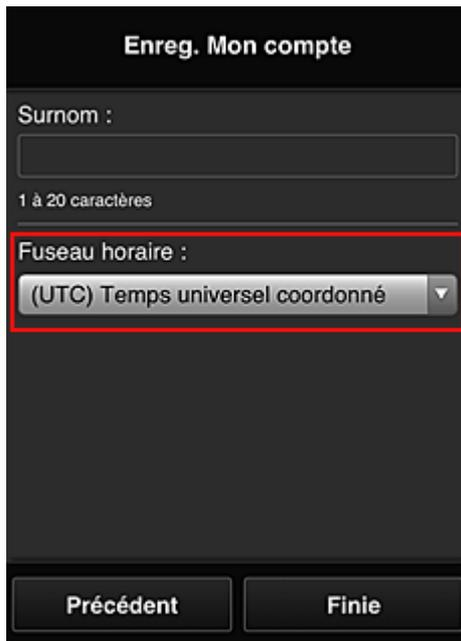 Enreg. Mon compte
Surnom :
1 à 20 caractères
Fuseau horaire :
(UTC) Temps universel coordonné
Précédent
Finie